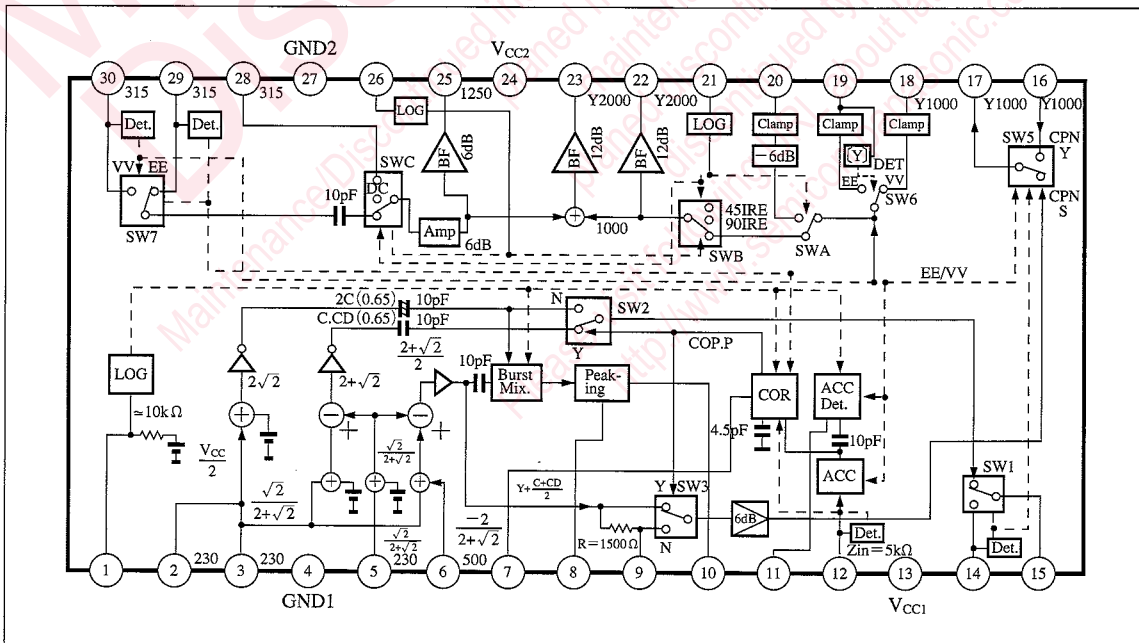 GND2
VCC2
30
29
28
27
26
25
24
23
22
21
20
19
18
17
16
315
315
315
1250
Y2000
Y2000
Y1000
Y1000
Y1000
Det.
Det.
LOG
LOG
Clamp
Clamp
Clamp
SW5
CPN
Y
CPN
S
VV
EE
SW7
10pF
SWC
DC
BF
6dB
BF
12dB
BF
12dB
−6dB
[Y]
DET
EE
VV
SW6
Amp
6dB
+
1000
45IRE
90IRE
SWB
SWA
EE/VV
2C (0.65)
10pF
C.CD (0.65)
10pF
N
SW2
Y
COP.P
LOG
2√2
2+√2
2+√2
2
10pF
Burst
Mix.
Peak-
ing
COR
ACC
Det.
≃10kΩ
+
−
+
−
+
4.5pF
10pF
VCC
2
√2
2+√2
+
+
+
√2
2+√2
Y+C+CD
2
Y
SW3
N
6dB
ACC
SW1
√2
2+√2
−2
2+√2
R=1500Ω
Det.
Zin=5kΩ
Det.
230
230
230
500
1
2
3
4
5
6
7
8
9
10
11
12
13
14
15
GND1
VCC1